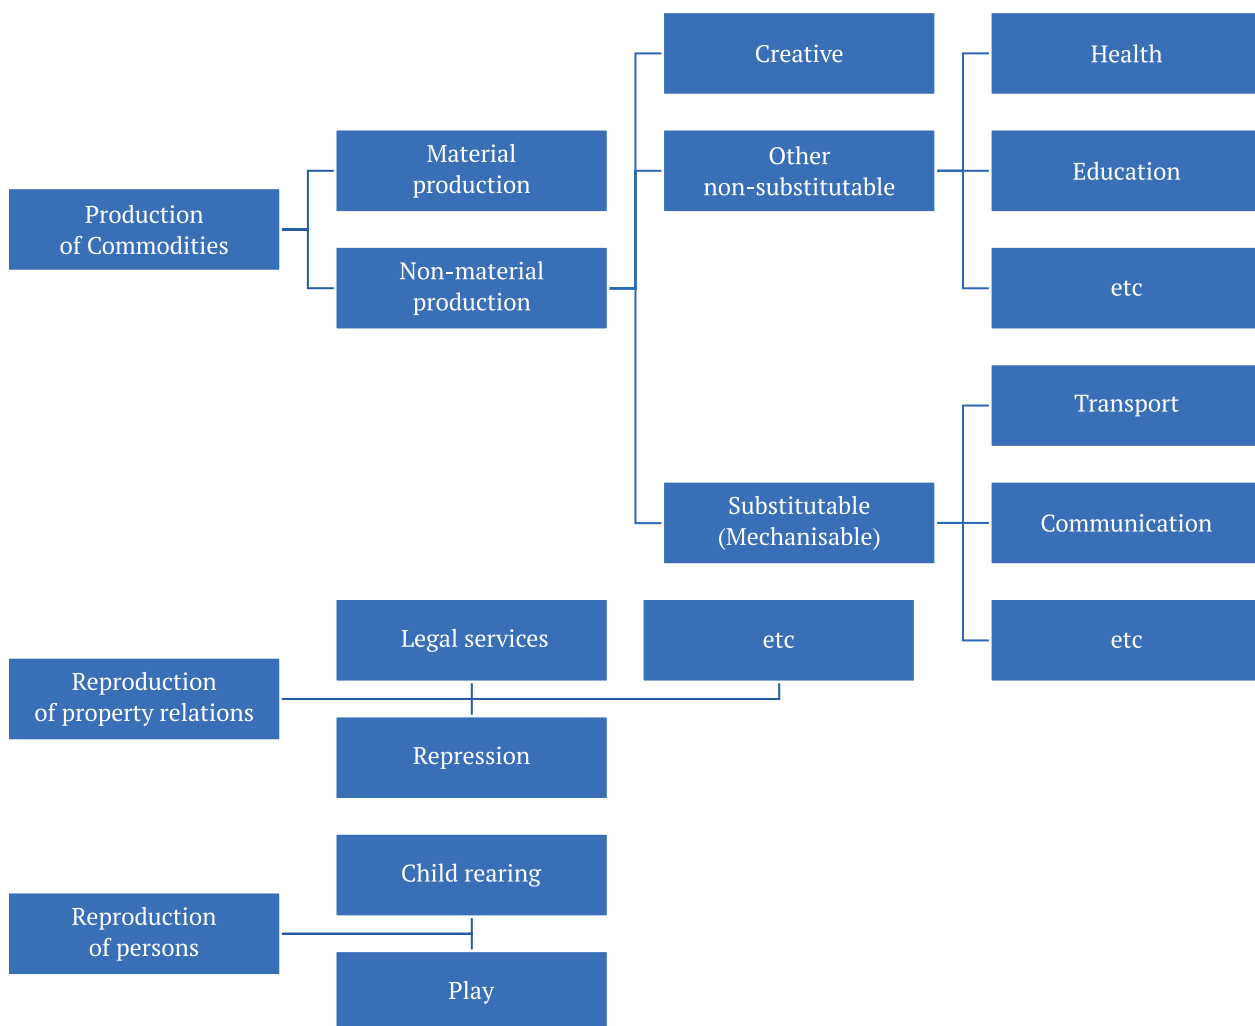 Production
of Commodities
Material
production
Non-material
production
Creative
Other
non-substitutable
Substitutable
(Mechanisable)
Health
Education
etc
Transport
Communication
etc
Reproduction
of property relations
Legal services
etc
Repression
Reproduction
of persons
Child rearing
Play